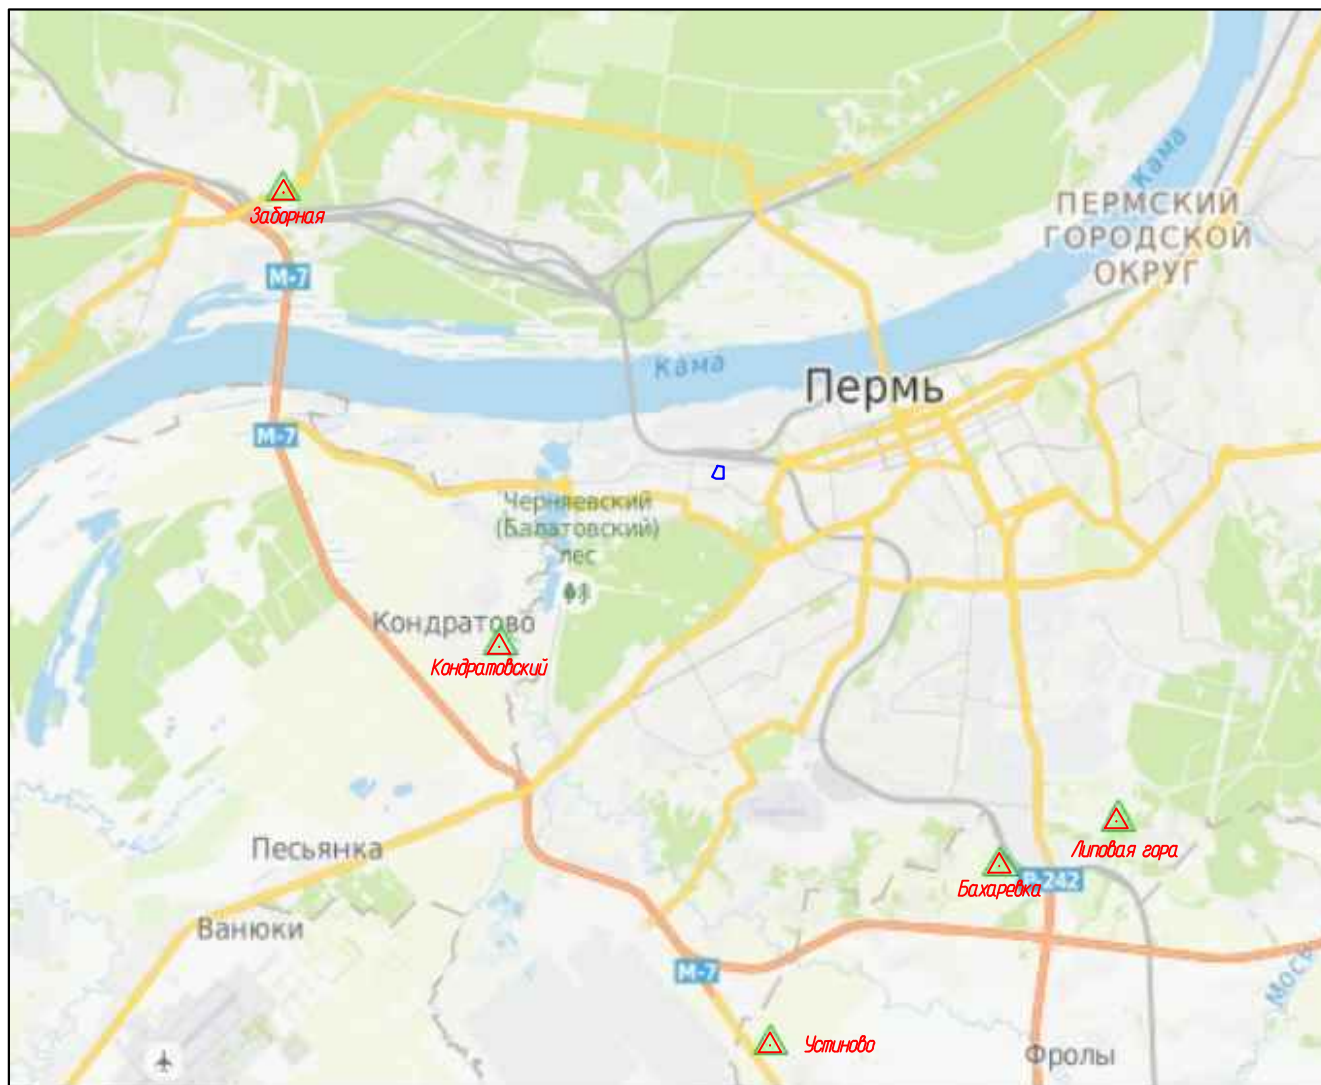 Кама
ПЕРМСКИЙ
ГОРОДСКОЙ
ОКРУГ
Заборная
М-7
Кама
Пермь
М-7
Черняевский
(Балатовский)
лес
Кондратово
Кондратовский
Песьянка
Липовая гора
Бахаревка
Р-242
Ванюки
М-7
Моск
Устиново
Фролы